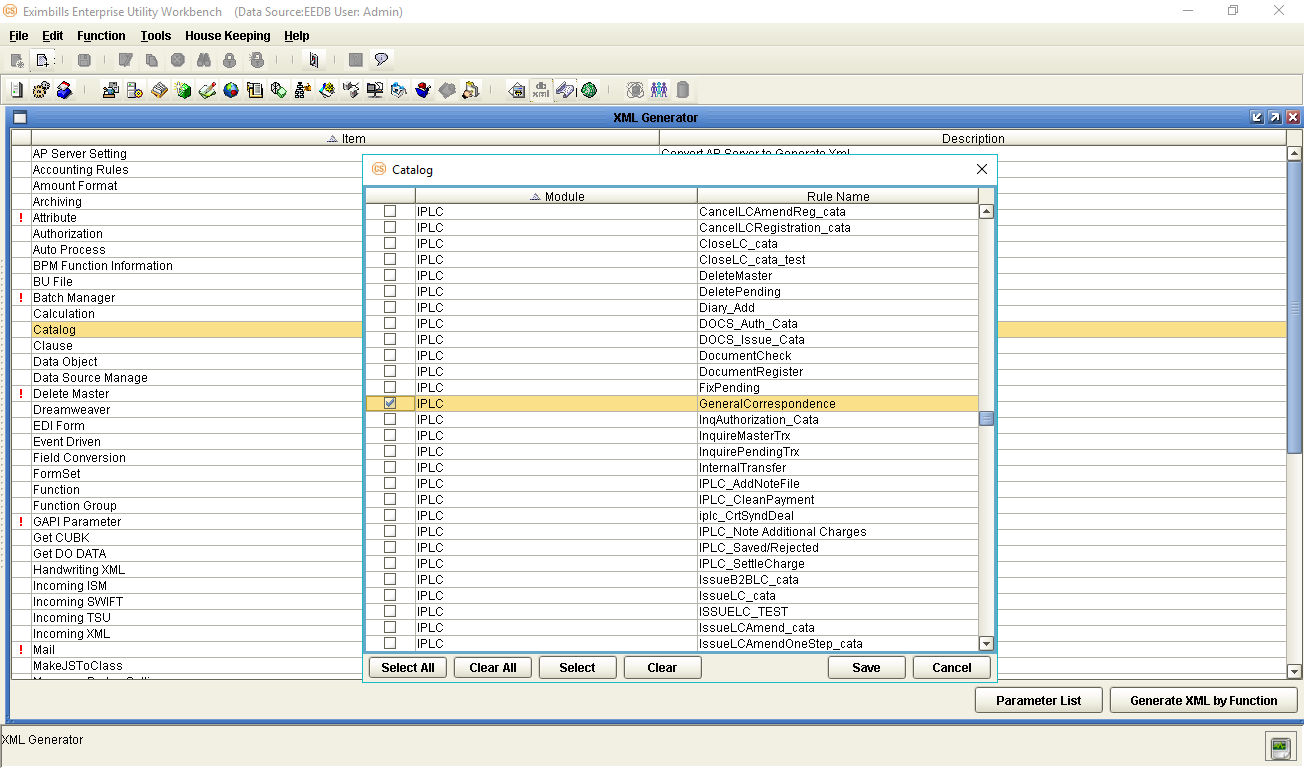 CS Eximbills Enterprise Utility Workbench (Data Source:EEDB User: Admin)
File Edit Function Tools House Keeping Help
db
xml
XML Generator
Item Description
AP Server Setting Convert AP Server to Generate Xml
Accounting Rules
Amount Format
Archiving
! Attribute
Authorization
Auto Process
BPM Function Information
BU File
! Batch Manager
Calculation
Catalog
Clause
Data Object
Data Source Manage
! Delete Master
Dreamweaver
EDI Form
Event Driven
Field Conversion
FormSet
Function
Function Group
! GAPI Parameter
Get CUBK
Get DO DATA
Handwriting XML
Incoming ISM
Incoming SWIFT
Incoming TSU
Incoming XML
! Mail
MakeJSToClass
CS Catalog
Module Rule Name
IPLC CancelLCAmendReg_cata
IPLC CancelLCRegistration_cata
IPLC CloseLC_cata
IPLC CloseLC_cata_test
IPLC DeleteMaster
IPLC DeletePending
IPLC Diary_Add
IPLC DOCS_Auth_Cata
IPLC DOCS_Issue_Cata
IPLC DocumentCheck
IPLC DocumentRegister
IPLC FixPending
IPLC GeneralCorrespondence
IPLC InqAuthorization_Cata
IPLC InquireMasterTrx
IPLC InquirePendingTrx
IPLC InternalTransfer
IPLC IPLC_AddNoteFile
IPLC IPLC_CleanPayment
IPLC iplc_CrtSyndDeal
IPLC IPLC_Note Additional Charges
IPLC IPLC_Saved/Rejected
IPLC IPLC_SettleCharge
IPLC IssueB2BLC_cata
IPLC IssueLC_cata
IPLC ISSUELC_TEST
IPLC IssueLCAmend_cata
IPLC IssueLCAmendOneStep_cata
Select All Clear All Select Clear Save Cancel
Parameter List Generate XML by Function
XML Generator